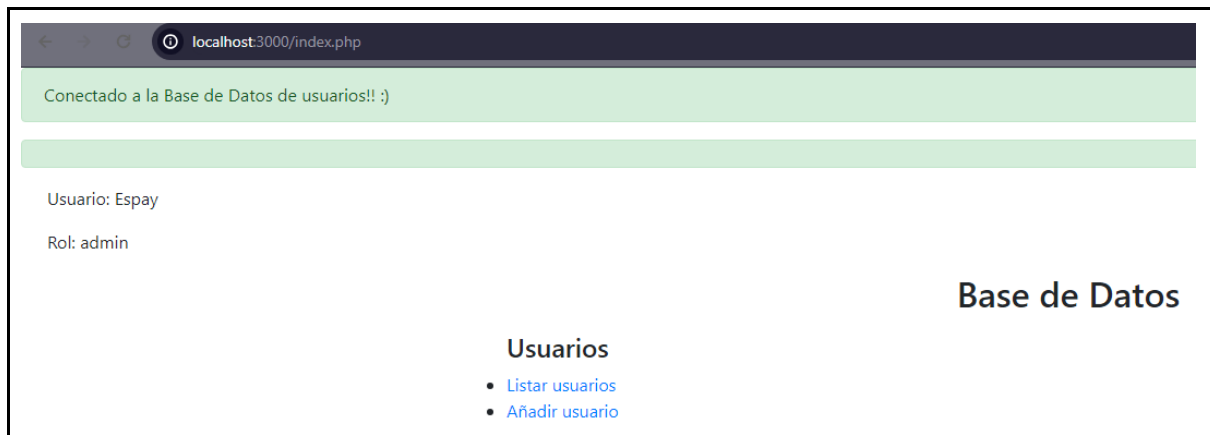 localhost:3000/index.php
Conectado a la Base de Datos de usuarios!! :)
Usuario: Espay
Rol: admin
Base de Datos
Usuarios
Listar usuarios
Añadir usuario